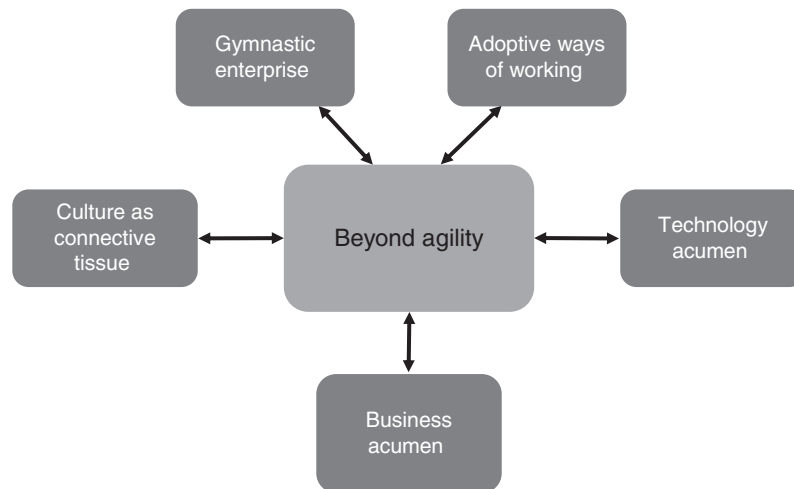 Gymnastic
enterprise
Adoptive ways
of working
Culture as
connective
tissue
Beyond agility
Technology
acumen
Business
acumen